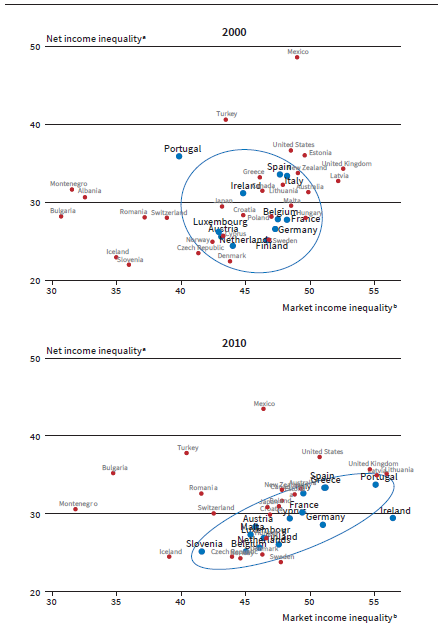 2000
Net income inequalityᵃ
50
Mexico
40
Turkey
Portugal
United States
Estonia
Spain
New Zealand
United Kingdom
Greece
Italy
Latvia
Montenegro
Albania
Ireland
Canada
Lithuania
Australia
30
Japan
Malta
Bulgaria
Romania
Switzerland
Croatia
Poland
Belgium
Hungary
France
Luxembourg
Austria
Cyprus
Germany
Norway
Netherlands
Sweden
Czech Republic
Finland
Iceland
Slovenia
Denmark
20
30
35
40
45
50
55
Market income inequalityᵇ
2010
Net income inequalityᵃ
50
Mexico
40
Turkey
United States
Bulgaria
United Kingdom
Latvia
Lithuania
Spain
Greece
Portugal
Romania
New Zealand
Montenegro
Switzerland
Japan
France
Ireland
30
Austria
Germany
Malta
Luxembourg
Netherlands
Slovenia
Belgium
Iceland
Czech Republic
Sweden
20
30
35
40
45
50
55
Market income inequalityᵇ